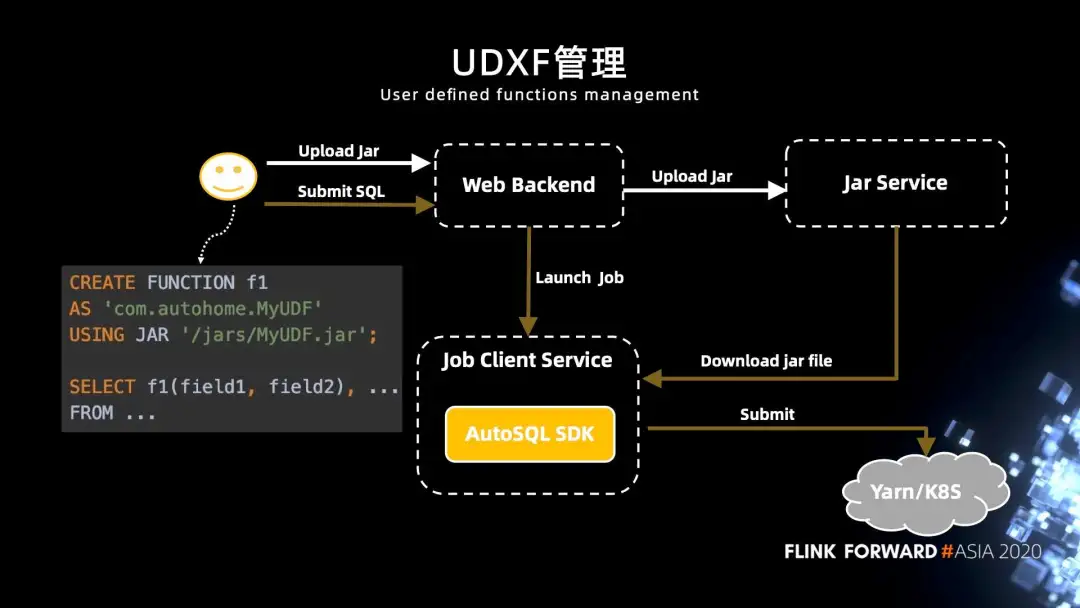 UDXF管理
User defined functions management
Upload Jar
Submit SQL
Web Backend
Upload Jar
Jar Service
CREATE FUNCTION f1
AS 'com.autohome.MyUDF'
USING JAR '/jars/MyUDF.jar';
SELECT f1(field1, field2), ...
FROM ...
Launch Job
Job Client Service
AutoSQL SDK
Download jar file
Submit
Yarn/K8S
FLINK FORWARD #ASIA 2020